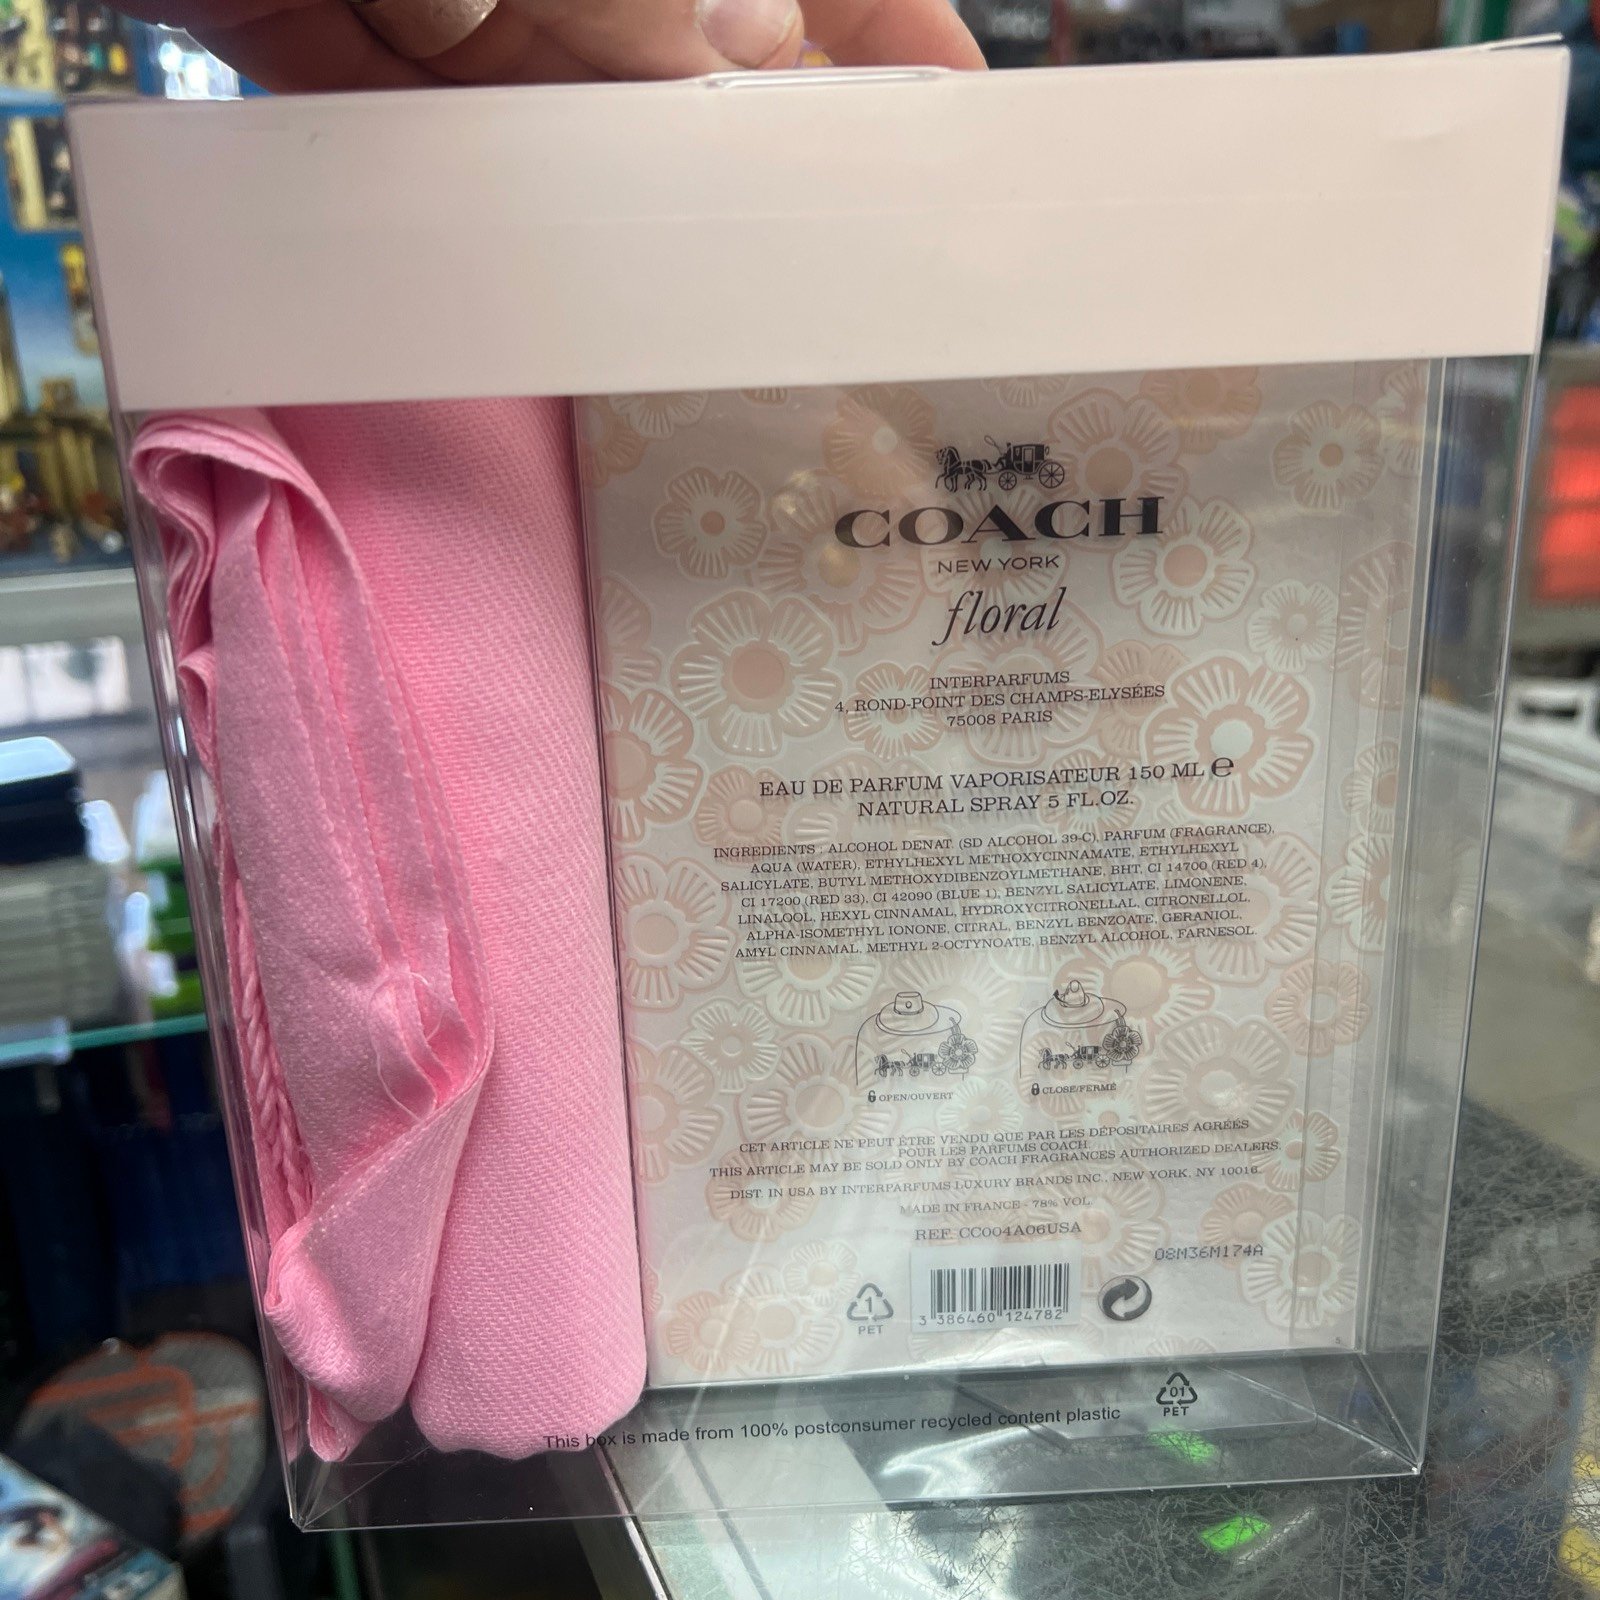 COACH
NEW YORK
floral
INTERPARFUMS
4, ROND-POINT DES CHAMPS-ELYSÉES
75008 PARIS
EAU DE PARFUM VAPORISATEUR 150 ML ℮
NATURAL SPRAY 5 FL.OZ.
INGREDIENTS : ALCOHOL DENAT. (SD ALCOHOL 39-C), PARFUM (FRAGRANCE),
AQUA (WATER), ETHYLHEXYL METHOXYCINNAMATE, ETHYLHEXYL
SALICYLATE, BUTYL METHOXYDIBENZOYLMETHANE, BHT, CI 14700 (RED 4),
CI 17200 (RED 33), CI 42090 (BLUE 1), BENZYL SALICYLATE, LIMONENE,
LINALOOL, HEXYL CINNAMAL, HYDROXYCITRONELLAL, CITRONELLOL,
ALPHA-ISOMETHYL IONONE, CITRAL, BENZYL BENZOATE, GERANIOL,
AMYL CINNAMAL, METHYL 2-OCTYNOATE, BENZYL ALCOHOL, FARNESOL.
OPEN/OUVERT
CLOSE/FERMÉ
CET ARTICLE NE PEUT ÊTRE VENDU QUE PAR LES DÉPOSITAIRES AGRÉÉS
POUR LES PARFUMS COACH.
THIS ARTICLE MAY BE SOLD ONLY BY COACH FRAGRANCES AUTHORIZED DEALERS.
DIST. IN USA BY INTERPARFUMS LUXURY BRANDS INC., NEW YORK, NY 10016
MADE IN FRANCE - 78% VOL.
REF. CC004A06USA
08M36M174A
1
PET
3 386460 124782
5
01
PET
This box is made from 100% postconsumer recycled content plastic